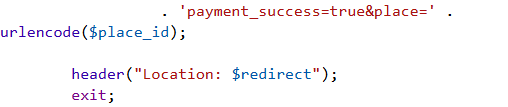 . 'payment_success=true&place=' .
urlencode($place_id);
header("Location: $redirect");
exit;